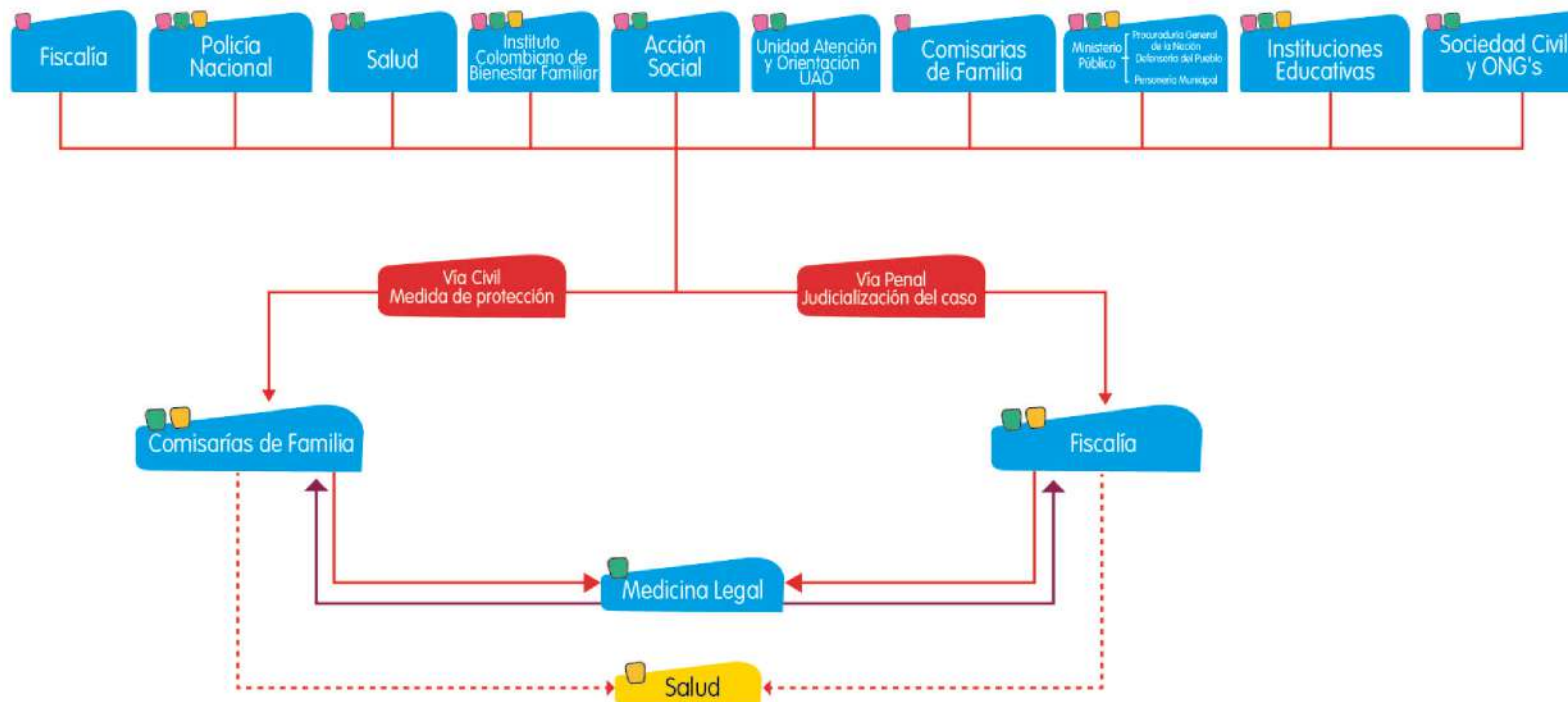 Fiscalía
Policía
Nacional
Salud
Instituto
Colombiano de
Bienestar Familiar
Acción
Social
Unidad Atención
y Orientación
UAO
Comisarias
de Familia
Ministerio
Público
Procuraduría General
de la Nación
Defensoría del Pueblo
Personería Municipal
Instituciones
Educativas
Sociedad Civil
y ONG's
Vía Civil
Medida de protección
Vía Penal
Judicialización del caso
Comisarías de Familia
Fiscalía
Medicina Legal
Salud